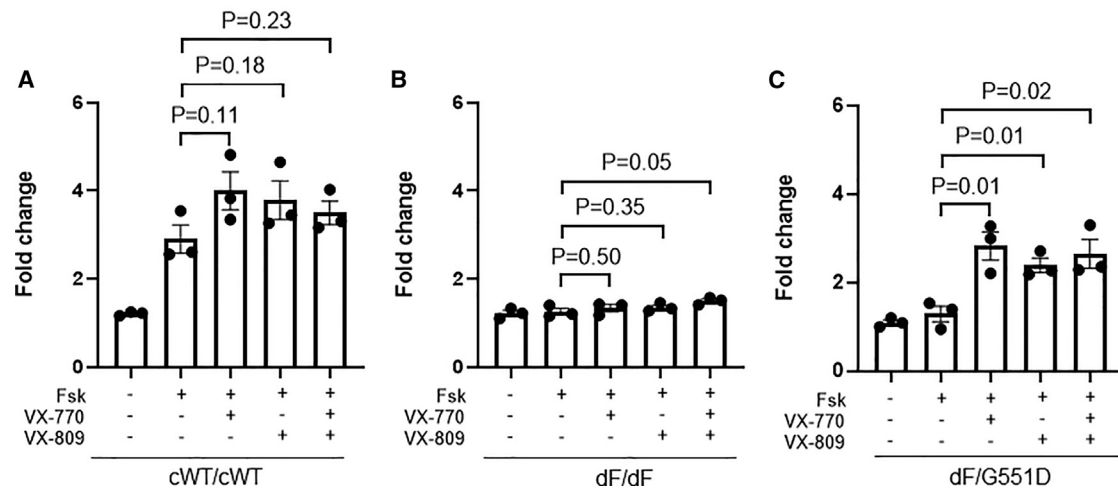 P=0.23
A
P=0.18
P=0.11
Fold change
6
4
2
0
Fsk - + + + +
VX-770 - - + - +
VX-809 - - - + +
cWT/cWT
B
P=0.05
P=0.35
P=0.50
Fold change
6
4
2
0
Fsk - + + + +
VX-770 - - + - +
VX-809 - - - + +
dF/dF
C
P=0.02
P=0.01
P=0.01
Fold change
6
4
2
0
Fsk - + + + +
VX-770 - - + - +
VX-809 - - - + +
dF/G551D